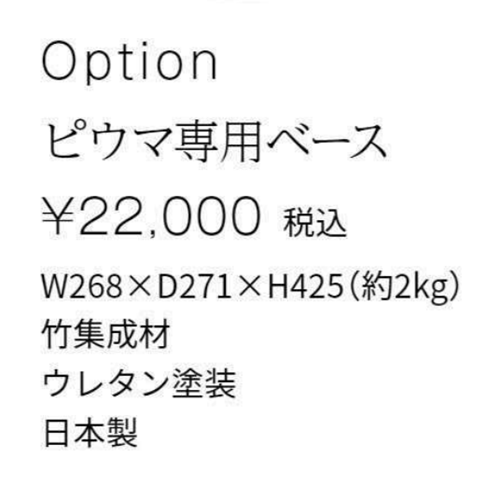 Option
ピウマ専用ベース
¥22,000 税込
W268×D271×H425(約2kg)
竹集成材
ウレタン塗装
日本製